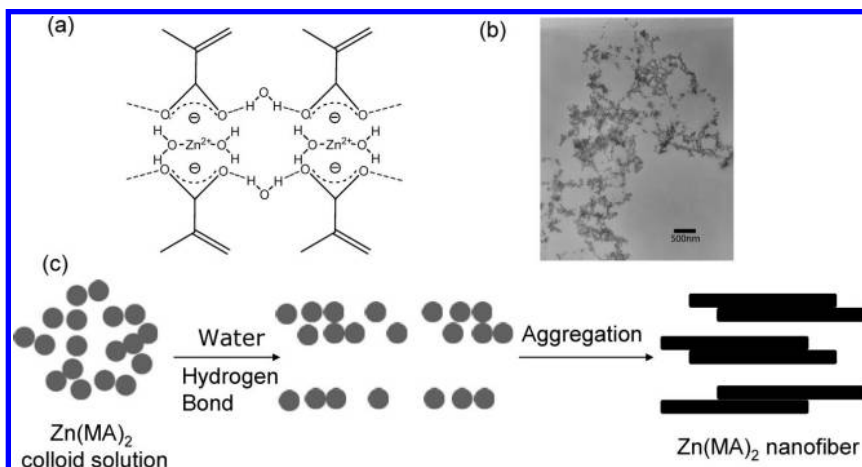 (a)
(b)
H O H
O O H H O O
⊖ ⊖
H H H H
O-Zn²⁺-O O-Zn²⁺-O
H H H H
⊖ ⊖
O O H H O O
O
500nm
(c)
Water
Hydrogen
Bond
Aggregation
Zn(MA)₂
colloid solution
Zn(MA)₂ nanofiber